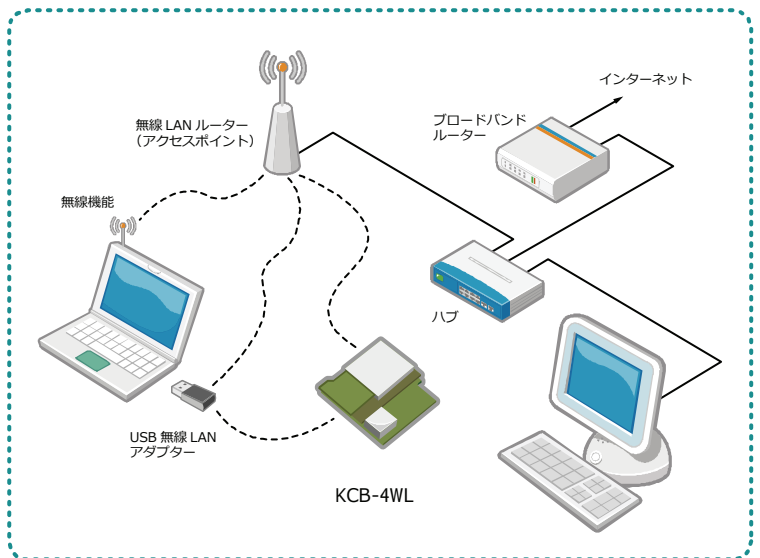 インターネット
ブロードバンド
ルーター
無線 LAN ルーター
（アクセスポイント）
無線機能
ハブ
USB 無線 LAN
アダプター
KCB-4WL